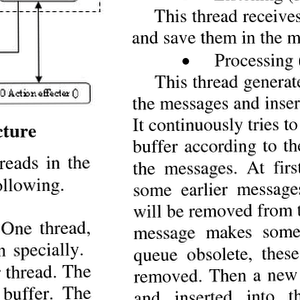 0 Action effecter ()
cture
reads in the
ollowing.
One thread,
n specially.
thread. The
buffer. The
This thread receives
and save them in the m
• Processing (
This thread generate
the messages and inser
It continuously tries to
buffer according to the
the messages. At first
some earlier messages
will be removed from t
message makes some
queue obsolete, these
removed. Then a new
and inserted into th